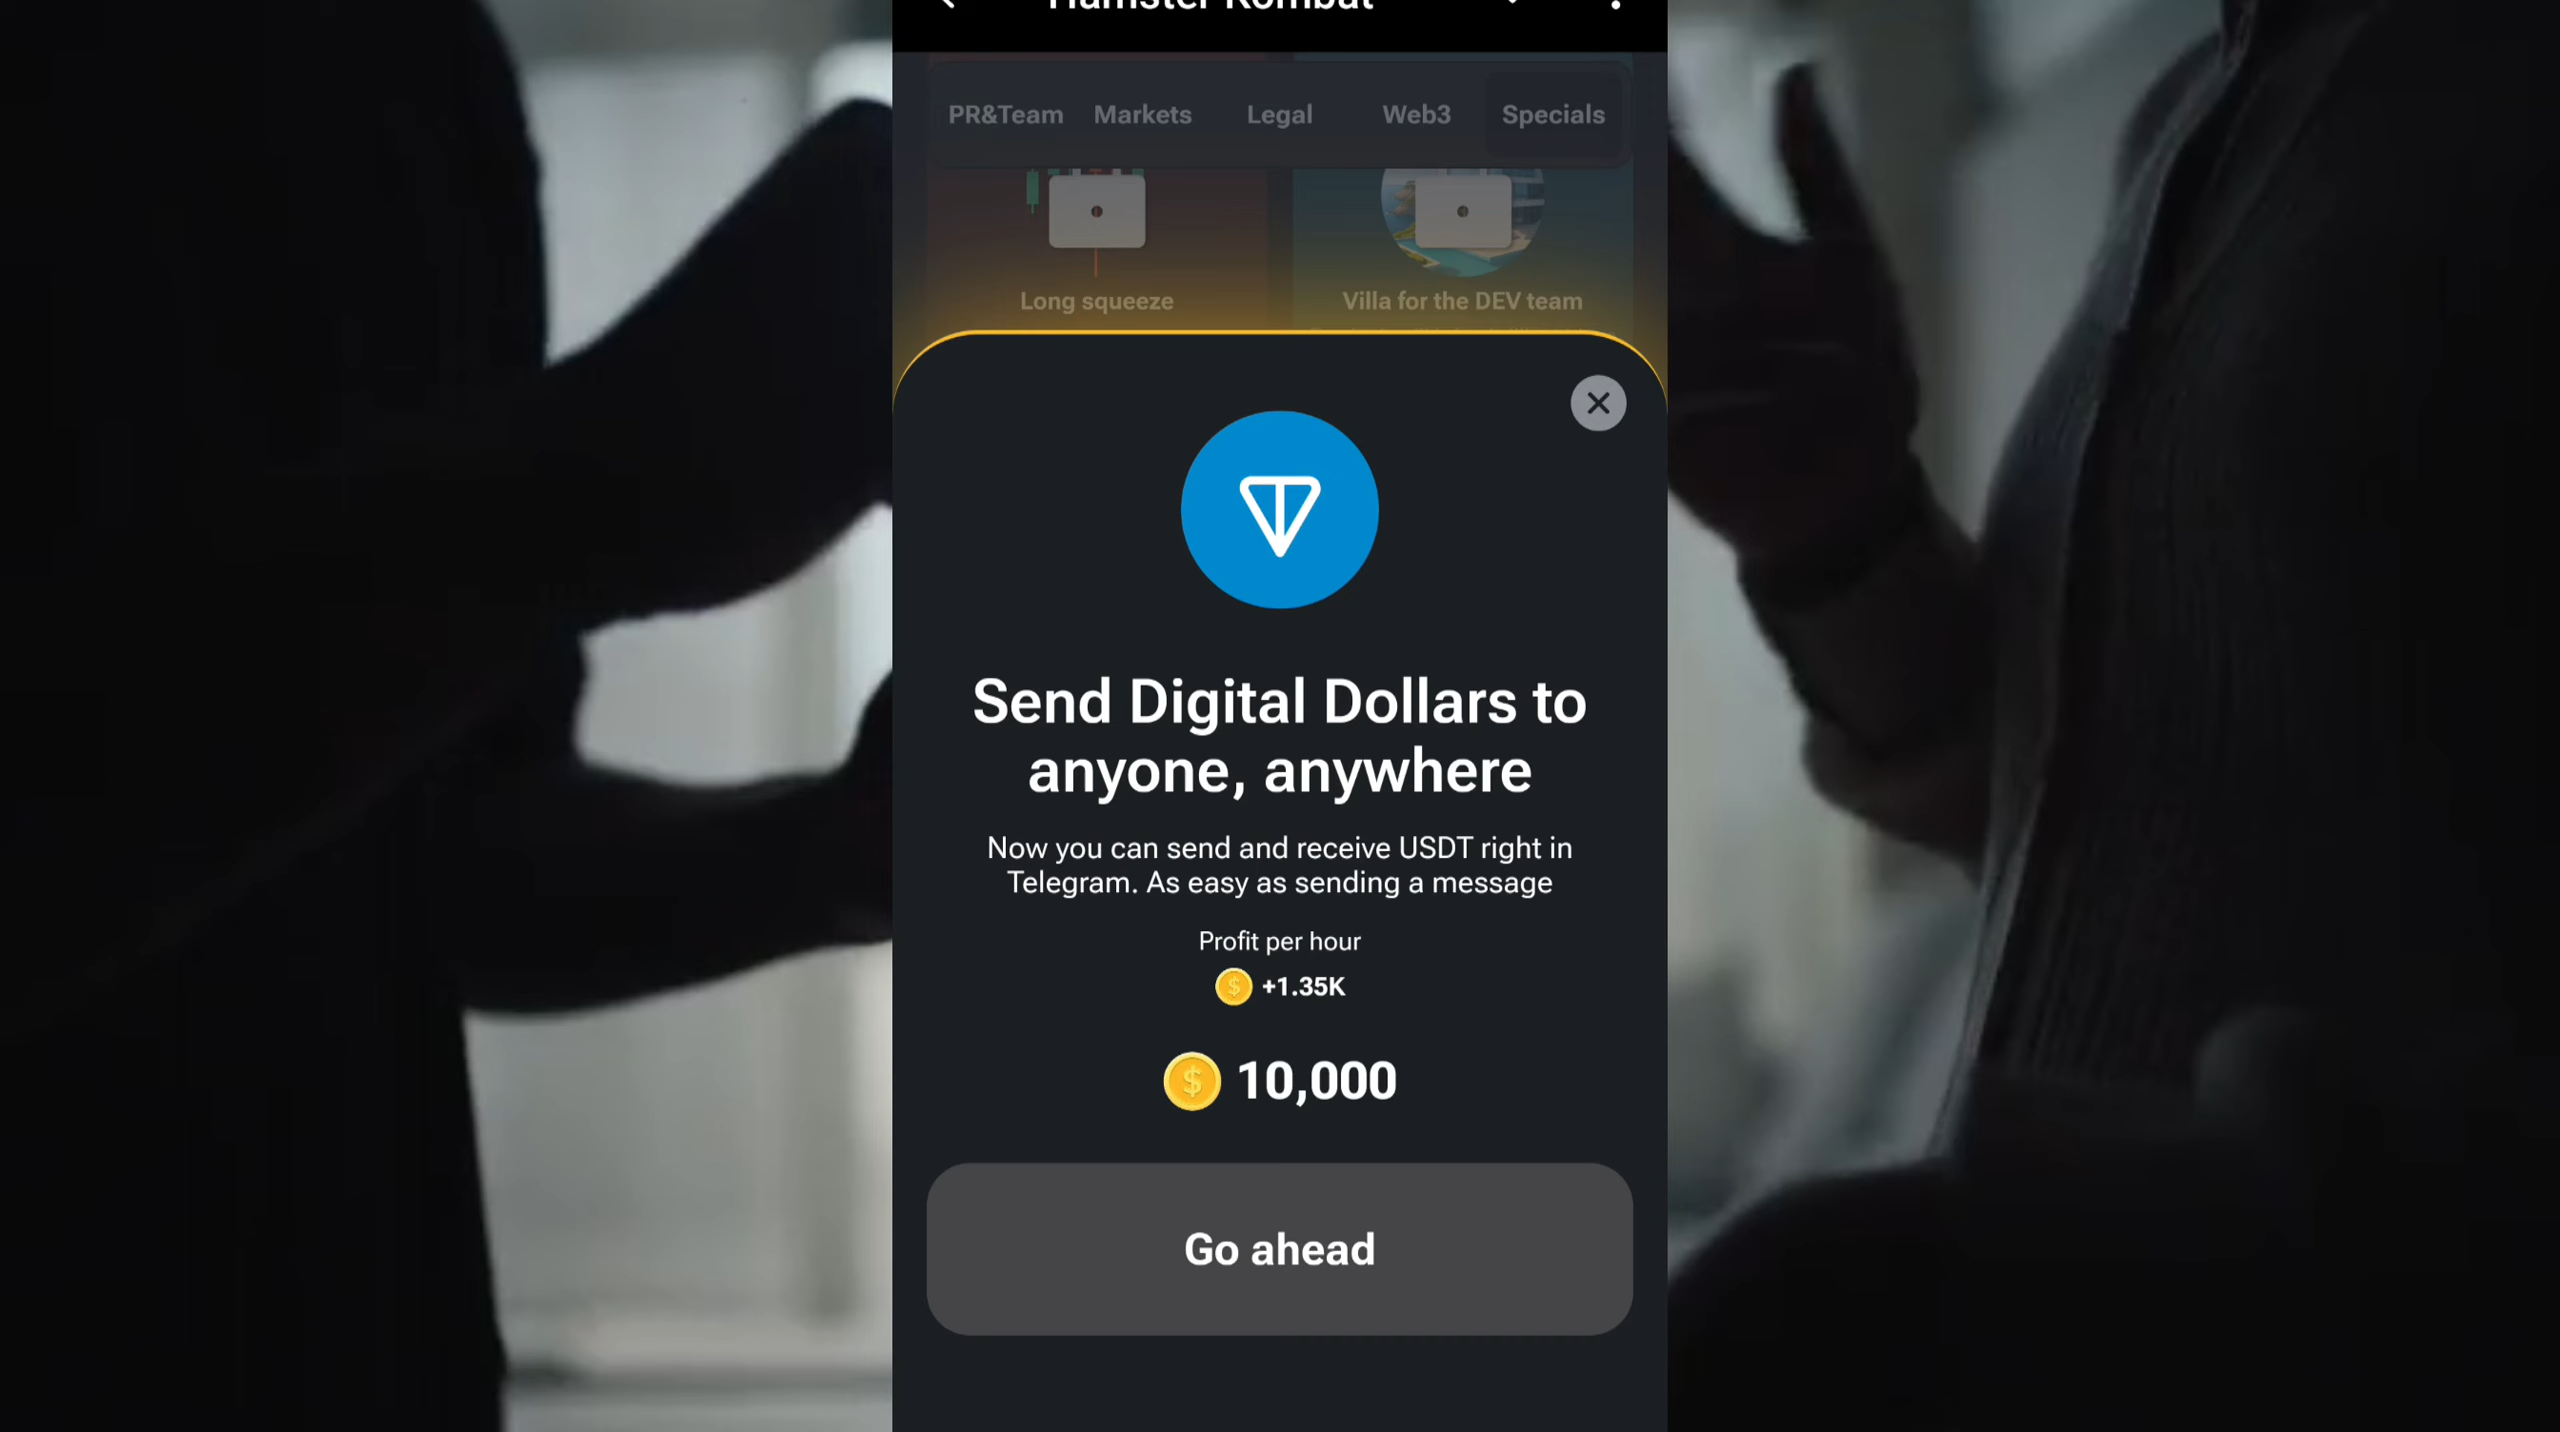 Hamster Kombat
PR&Team Markets Legal Web3 Specials
Long squeeze Villa for the DEV team
Send Digital Dollars to
anyone, anywhere
Now you can send and receive USDT right in
Telegram. As easy as sending a message
Profit per hour
+1.35K
10,000
Go ahead